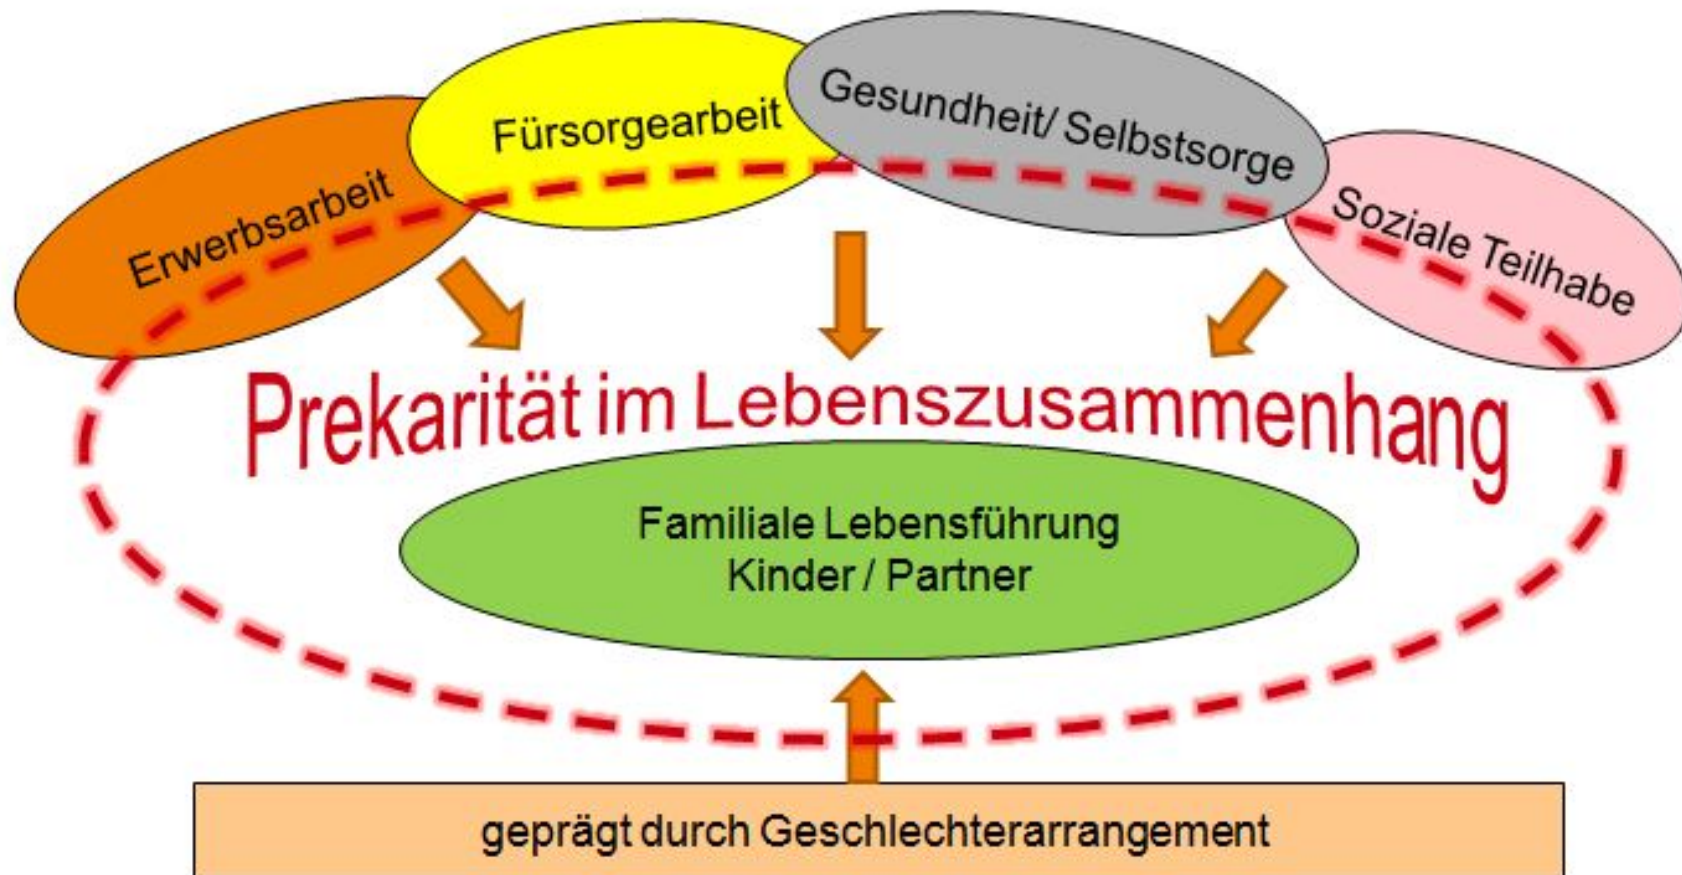 Erwerbsarbeit
Fürsorgearbeit
Gesundheit/ Selbstsorge
Soziale Teilhabe
Prekarität im Lebenszusammenhang
Familiale Lebensführung
Kinder / Partner
geprägt durch Geschlechterarrangement